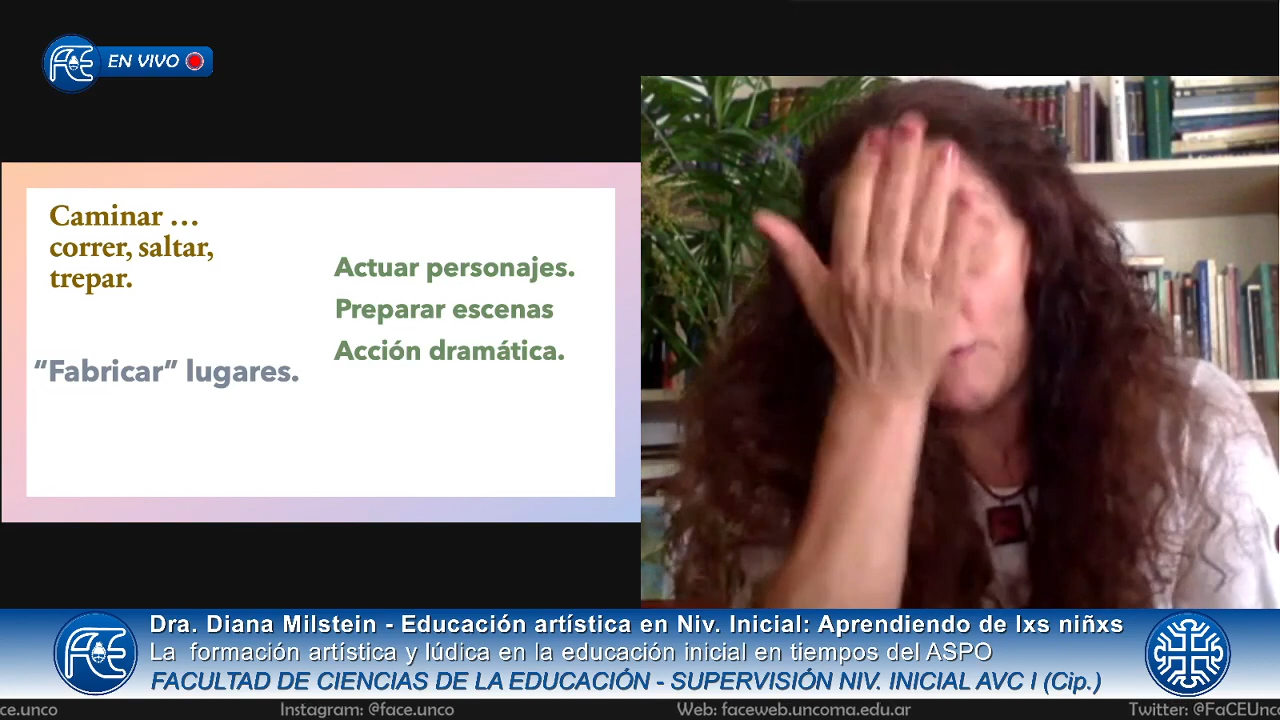 EN VIVO
Caminar …
correr, saltar,
trepar.
Actuar personajes.
Preparar escenas
Acción dramática.
“Fabricar” lugares.
Dra. Diana Milstein - Educación artística en Niv. Inicial: Aprendiendo de lxs niñxs
La formación artística y lúdica en la educación inicial en tiempos del ASPO
FACULTAD DE CIENCIAS DE LA EDUCACIÓN - SUPERVISIÓN NIV. INICIAL AVC I (Cip.)
ce.unco Instagram: @face.unco Web: faceweb.uncoma.edu.ar Twitter: @FaCEUnc